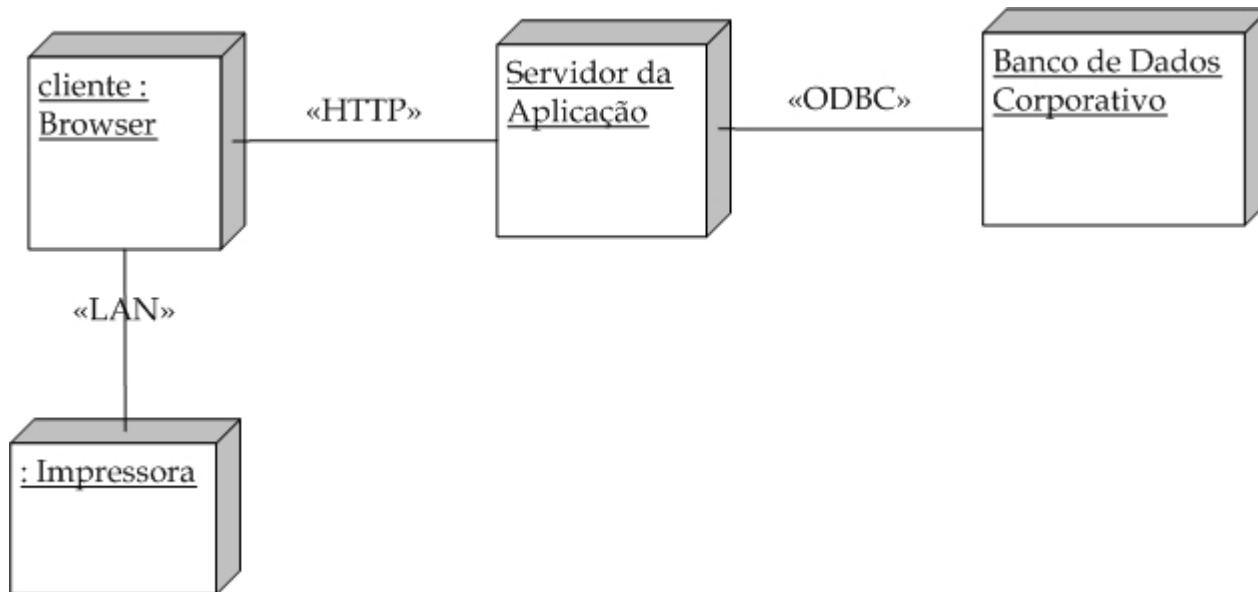 cliente :
Browser
«HTTP»
Servidor da
Aplicação
«ODBC»
Banco de Dados
Corporativo
«LAN»
: Impressora